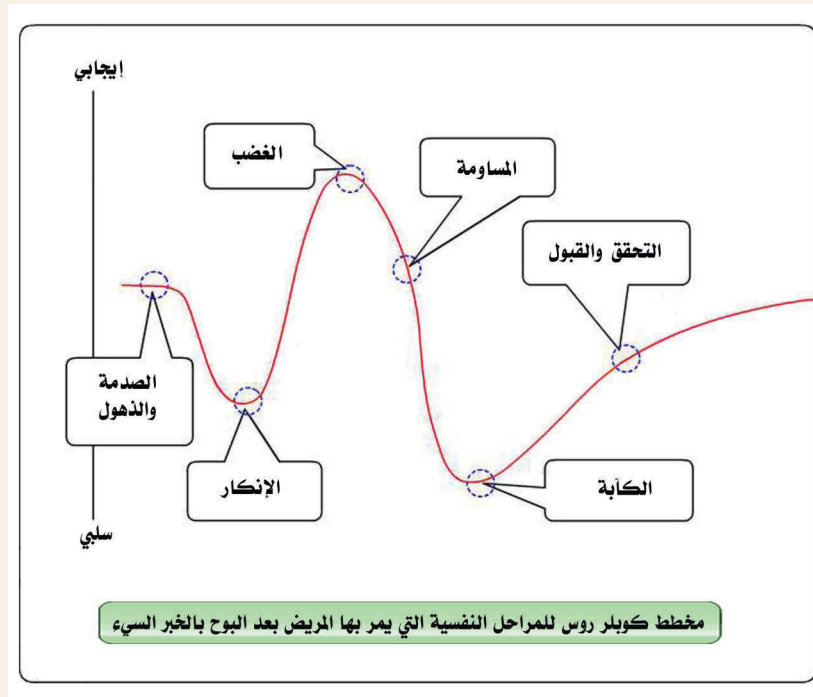 إيجابي
الغضب
المساومة
التحقق والقبول
الصدمة
والذهول
الإنكار
الكآبة
سلبي
مخطط كوبلر روس للمراحل النفسية التي يمر بها المريض بعد البوح بالخبر السيء